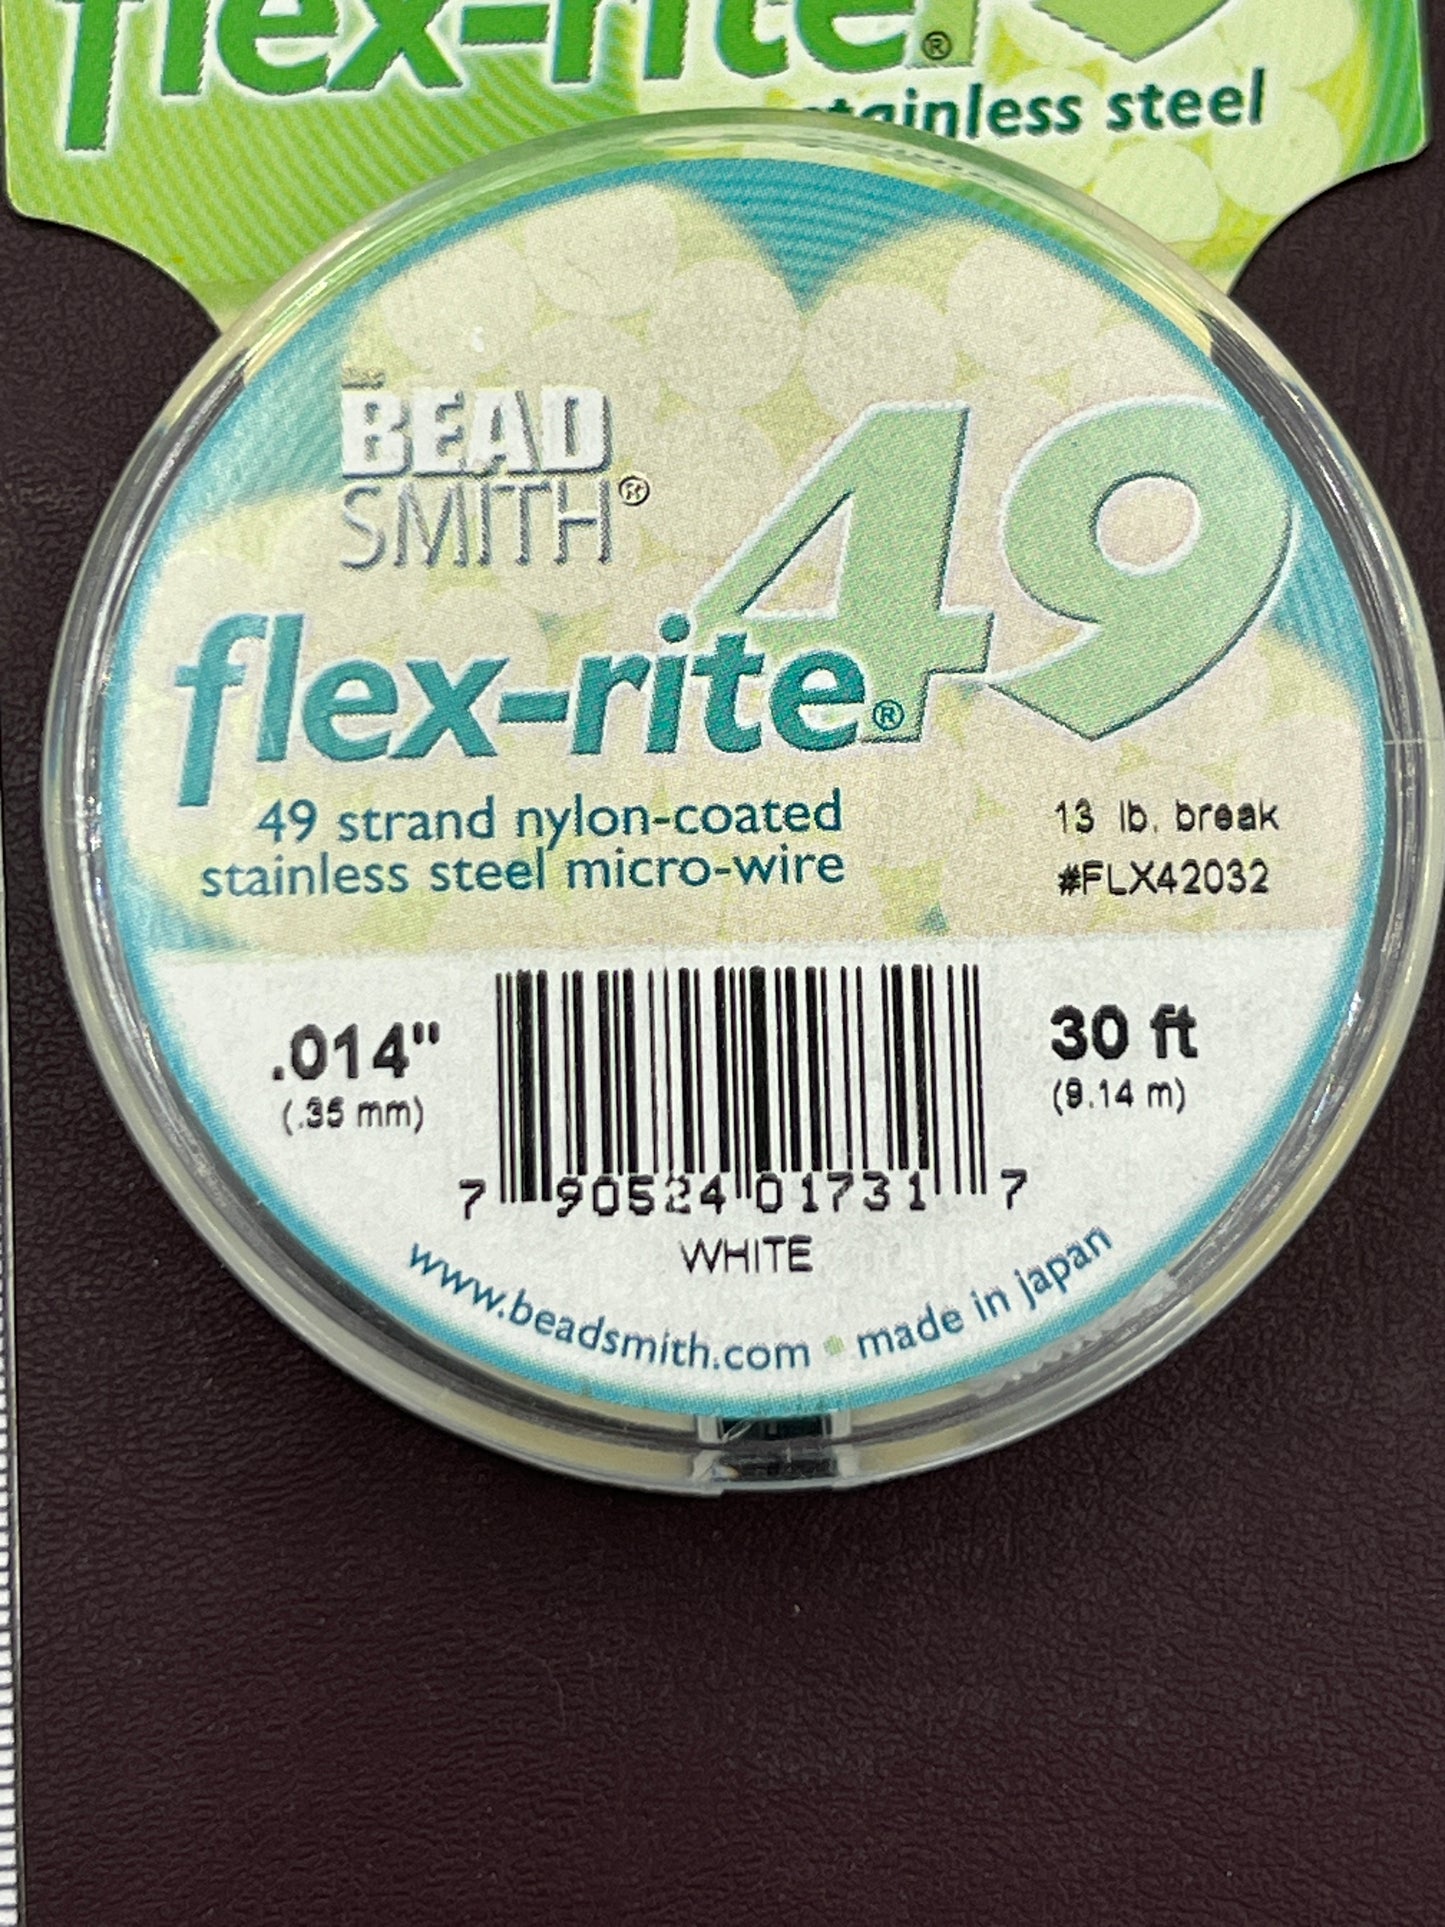 flex-rite®
stainless steel
THE
BEAD
SMITH®
49
flex-rite®
49 strand nylon-coated
stainless steel micro-wire
13 lb. break
#FLX42032
.014"
(.35 mm)
30 ft
(9.14 m)
7 90524 01731 7
WHITE
www.beadsmith.com • made in japan